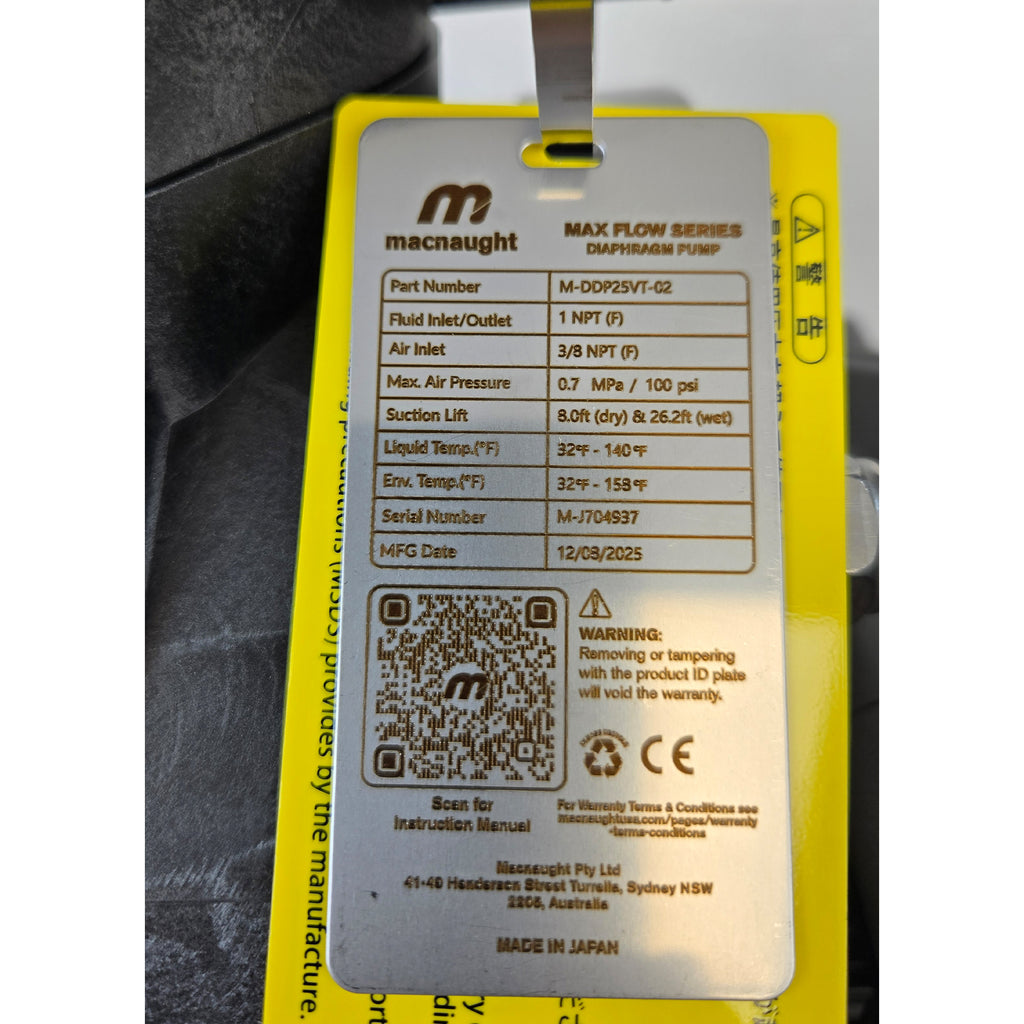 macnaught
MAX FLOW SERIES
DIAPHRAGM PUMP
Part Number M-DDP25VT-02
Fluid Inlet/Outlet 1 NPT (F)
Air Inlet 3/8 NPT (F)
Max. Air Pressure 0.7 MPa / 100 psi
Suction Lift 8.0ft (dry) & 26.2ft (wet)
Liquid Temp.(°F) 32°F - 140°F
Env. Temp.(°F) 32°F - 158°F
Serial Number M-J704937
MFG Date 12/08/2025
WARNING:
Removing or tampering
with the product ID plate
will void the warranty.
CE
Scan for
Instruction Manual
For Warranty Terms & Conditions see
macnaughtusa.com/pages/warranty
-terms-conditions
Macnaught Pty Ltd
41-49 Henderson Street Turrella, Sydney NSW
2205, Australia
MADE IN JAPAN
警告
precautions (MSDS) provides by the manufacture.